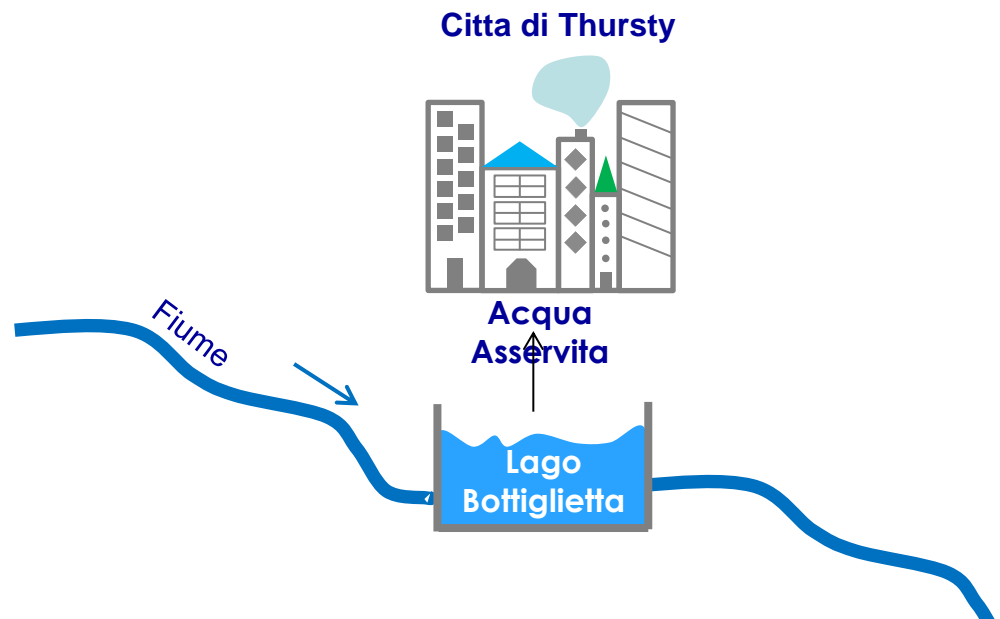 Citta di Thursty
Acqua
Asservita
Fiume
Lago
Bottiglietta